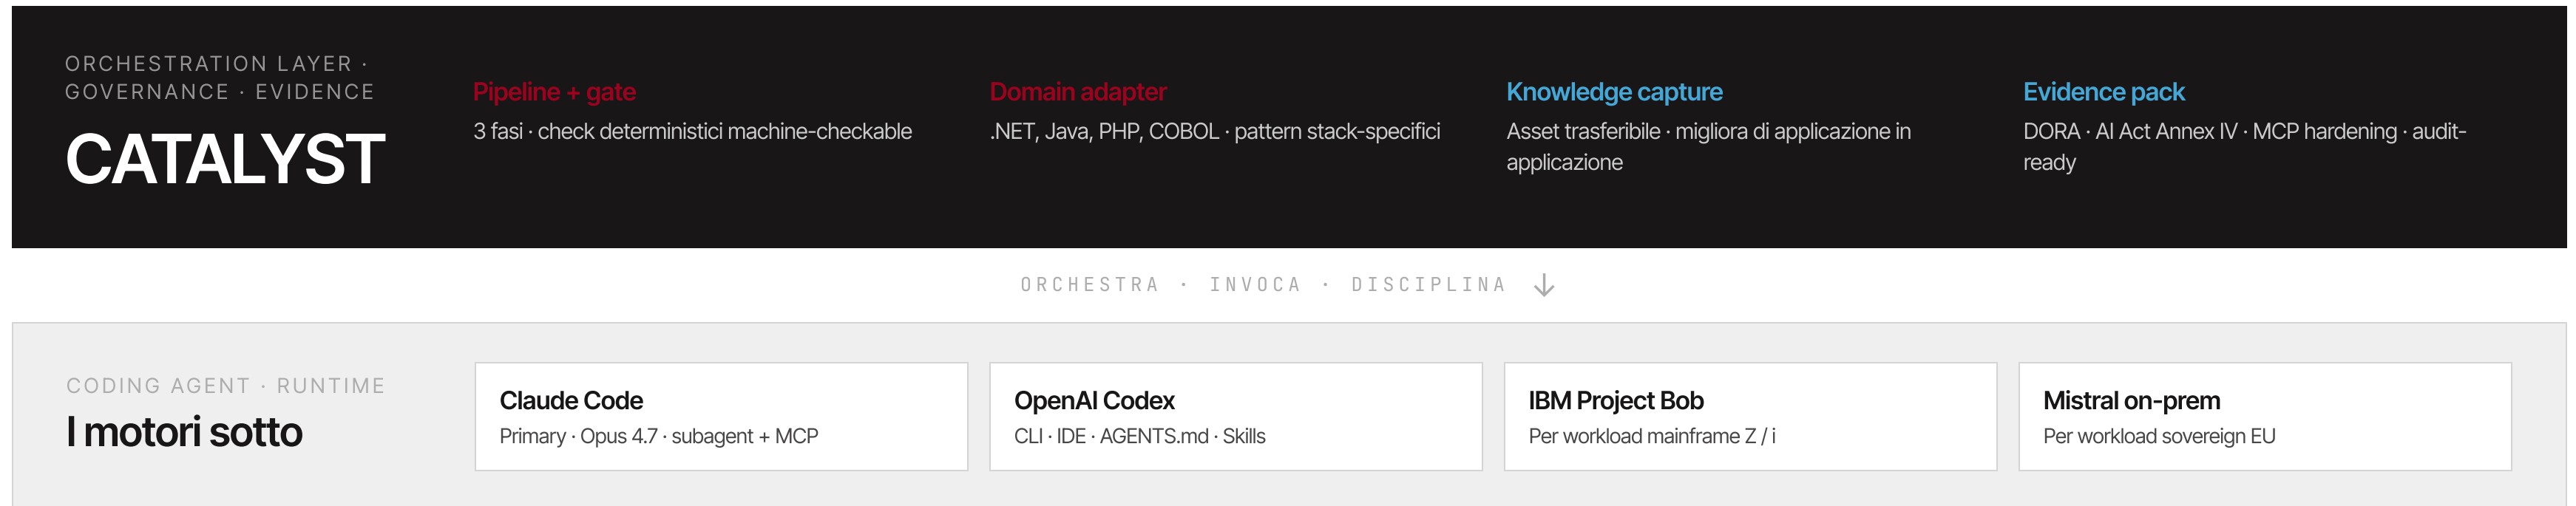 ORCHESTRATION LAYER ·
GOVERNANCE · EVIDENCE
CATALYST
Pipeline + gate
3 fasi · check deterministici machine-checkable
Domain adapter
.NET, Java, PHP, COBOL · pattern stack-specifici
Knowledge capture
Asset trasferibile · migliora di applicazione in
applicazione
Evidence pack
DORA · AI Act Annex IV · MCP hardening · audit-
ready
ORCHESTRA · INVOCA · DISCIPLINA ↓
CODING AGENT · RUNTIME
I motori sotto
Claude Code
Primary · Opus 4.7 · subagent + MCP
OpenAI Codex
CLI · IDE · AGENTS.md · Skills
IBM Project Bob
Per workload mainframe Z / i
Mistral on-prem
Per workload sovereign EU